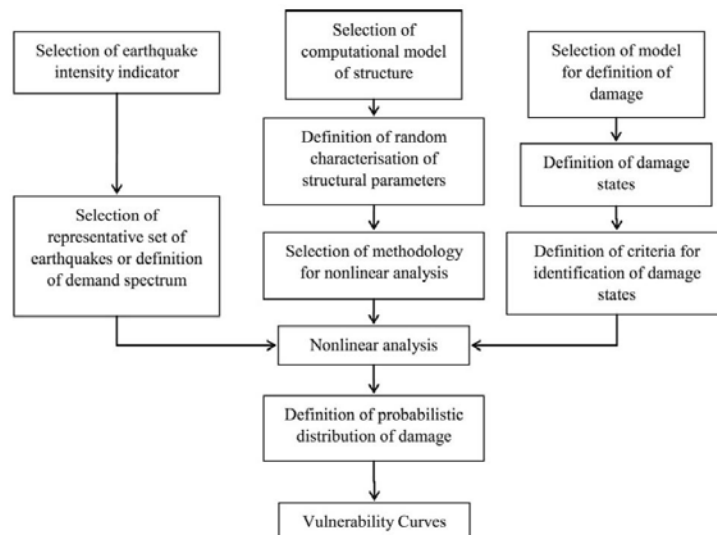 Selection of earthquake
intensity indicator
Selection of
representative set of
earthquakes or definition
of demand spectrum
Selection of
computational model
of structure
Definition of random
characterisation of
structural parameters
Selection of methodology
for nonlinear analysis
Selection of model
for definition of
damage
Definition of damage
states
Definition of criteria for
identification of damage
states
Nonlinear analysis
Definition of probabilistic
distribution of damage
Vulnerability Curves